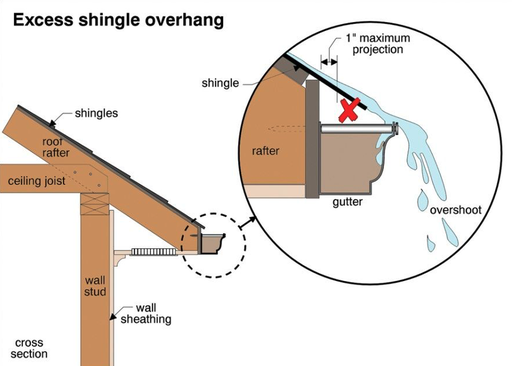 Excess shingle overhang
1" maximum
projection
shingle
shingles
roof
rafter
rafter
ceiling joist
gutter
overshoot
wall
stud
wall
sheathing
cross
section